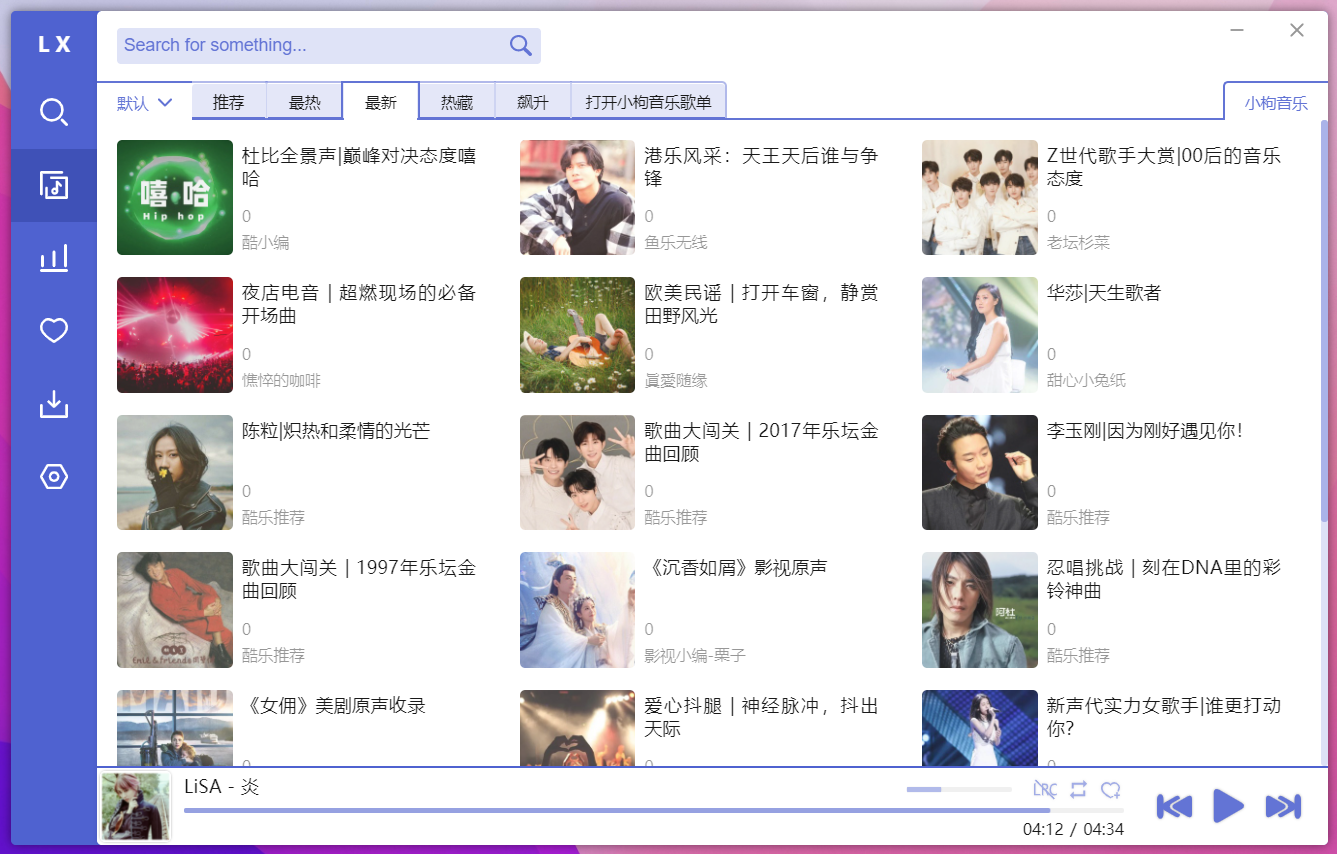 LX
Search for something...
默认
推荐
最热
最新
热藏
飙升
打开小枸音乐歌单
小枸音乐
嘻哈
Hip hop
杜比全景声|巅峰对决态度嘻
哈
0
酷小编
港乐风采：天王天后谁与争
锋
0
鱼乐无线
Z世代歌手大赏|00后的音乐
态度
0
老坛杉菜
夜店电音 | 超燃现场的必备
开场曲
0
憔悴的咖啡
欧美民谣 | 打开车窗，静赏
田野风光
0
眞愛随缘
华莎|天生歌者
0
甜心小兔纸
陈粒|炽热和柔情的光芒
0
酷乐推荐
歌曲大闯关 | 2017年乐坛金
曲回顾
0
酷乐推荐
李玉刚|因为刚好遇见你！
0
酷乐推荐
歌曲大闯关 | 1997年乐坛金
曲回顾
0
酷乐推荐
《沉香如屑》影视原声
0
影视小编-栗子
阿杜
忍唱挑战 | 刻在DNA里的彩
铃神曲
0
酷乐推荐
《女佣》美剧原声收录
0
爱心抖腿 | 神经脉冲，抖出
天际
0
新声代实力女歌手|谁更打动
你？
0
LiSA - 炎
LRC
04:12 / 04:34